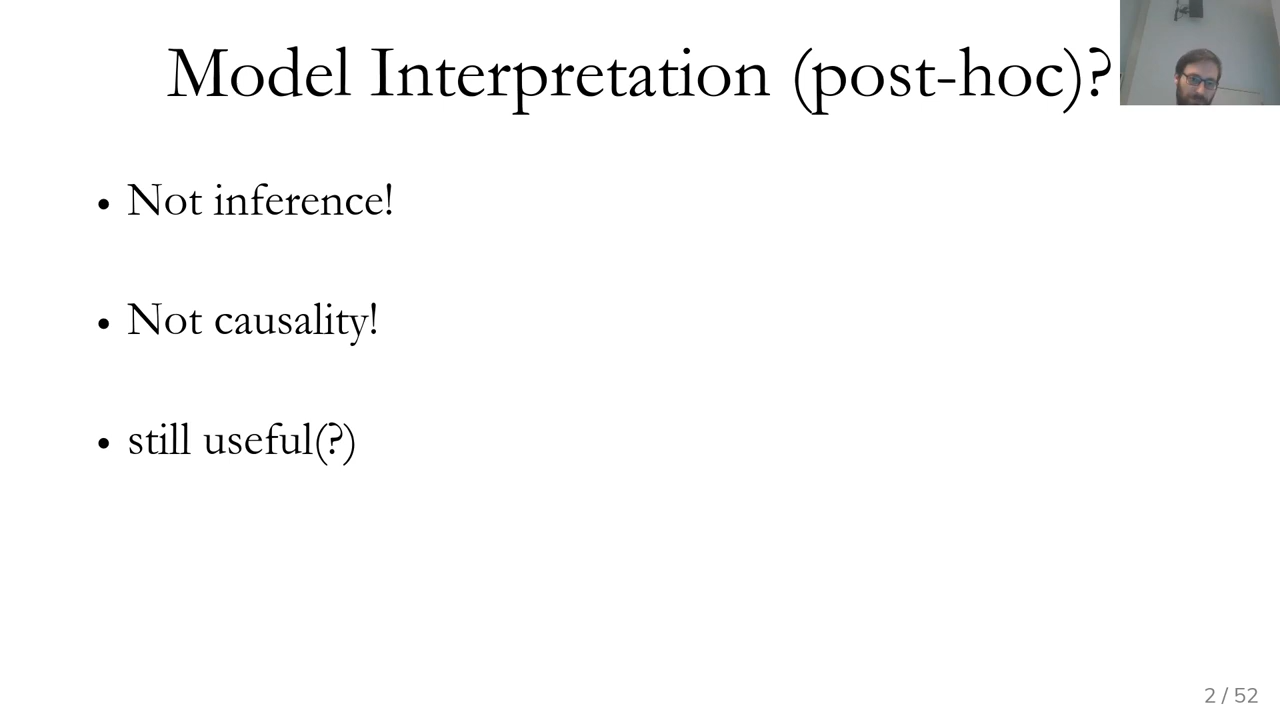 Model Interpretation (post-hoc)?
• Not inference!
• Not causality!
• still useful(?)
2 / 52